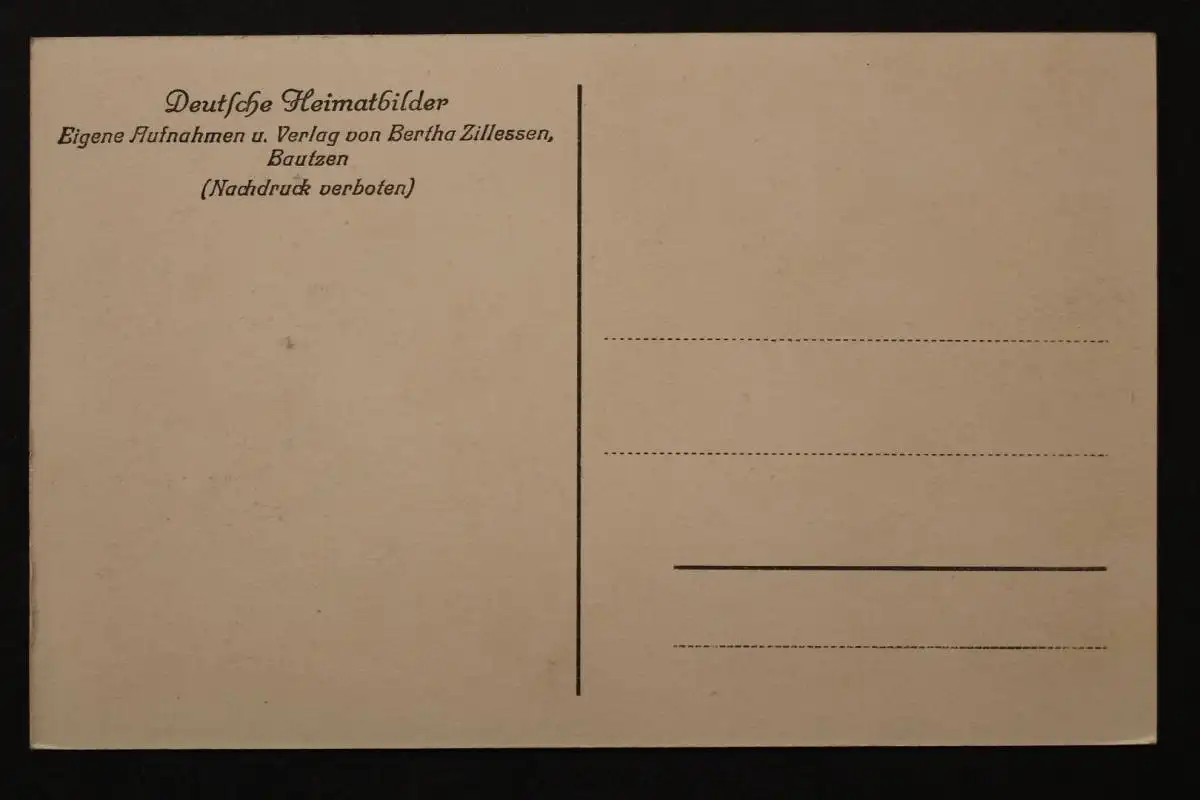 Deutſche Heimatbilder
Eigene Aufnahmen u. Verlag von Bertha Zillessen,
Bautzen
(Nachdruck verboten)